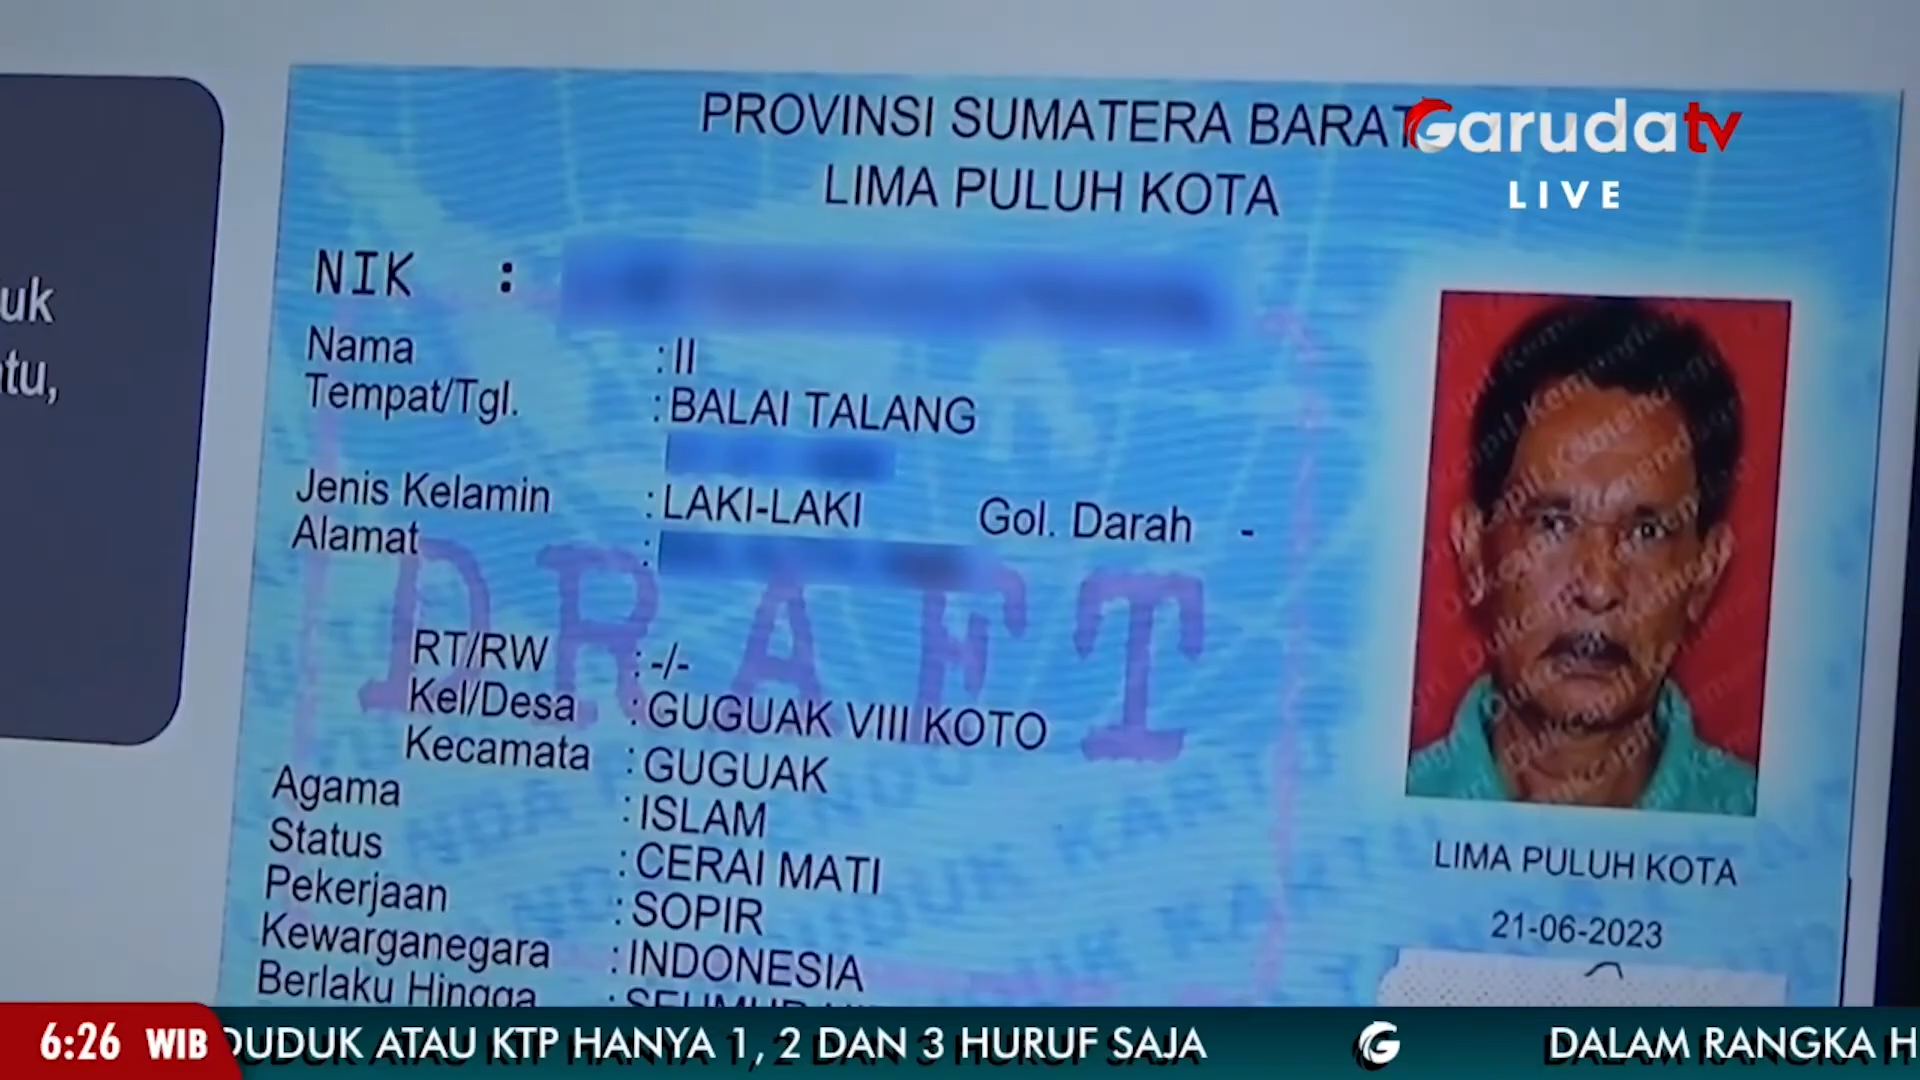 uk
tu,
PROVINSI SUMATERA BARAT
LIMA PULUH KOTA
Garudatv
LIVE
NIK :
Nama : II
Tempat/Tgl. : BALAI TALANG
Jenis Kelamin : LAKI-LAKI Gol. Darah -
Alamat :
RT/RW : -/-
Kel/Desa : GUGUAK VIII KOTO
Kecamata : GUGUAK
Agama : ISLAM
Status : CERAI MATI
Pekerjaan : SOPIR
Kewarganegara : INDONESIA
Berlaku Hingga :
DRAFT
LIMA PULUH KOTA
21-06-2023
6:26 WIB
DUDUK ATAU KTP HANYA 1, 2 DAN 3 HURUF SAJA
DALAM RANGKA H